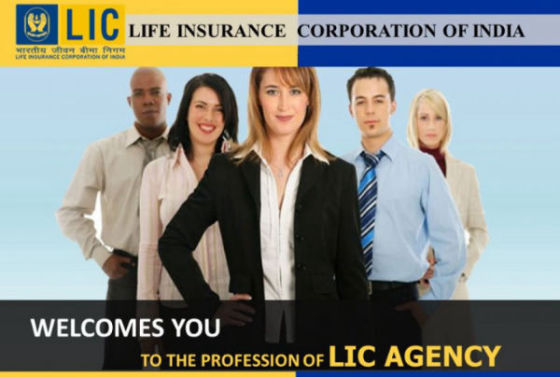 LIC
भारतीय जीवन बीमा निगम
LIFE INSURANCE CORPORATION OF INDIA
LIFE INSURANCE CORPORATION OF INDIA
WELCOMES YOU
TO THE PROFESSION OF LIC AGENCY